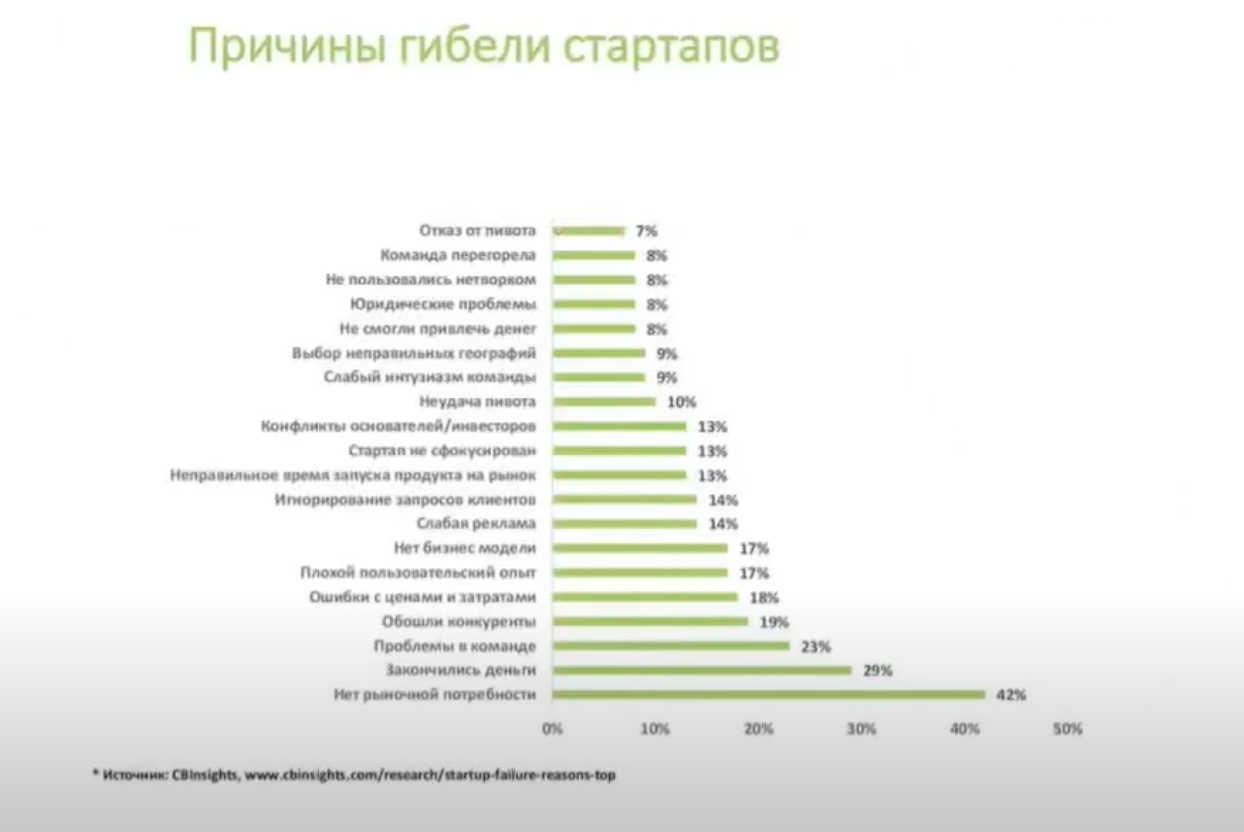 Причины гибели стартапов
Отказ от пивота 7%
Команда перегорела 8%
Не пользовались нетворком 8%
Юридические проблемы 8%
Не смогли привлечь денег 8%
Выбор неправильных географий 9%
Слабый интузиазм команды 9%
Неудача пивота 10%
Конфликты основателей/инвесторов 13%
Стартап не сфокусирован 13%
Неправильное время запуска продукта на рынок 13%
Игнорирование запросов клиентов 14%
Слабая реклама 14%
Нет бизнес модели 17%
Плохой пользовательский опыт 17%
Ошибки с ценами и затратами 18%
Обошли конкуренты 19%
Проблемы в команде 23%
Закончились деньги 29%
Нет рыночной потребности 42%
0% 10% 20% 30% 40% 50%
* Источник: CBInsights, www.cbinsights.com/research/startup-failure-reasons-top